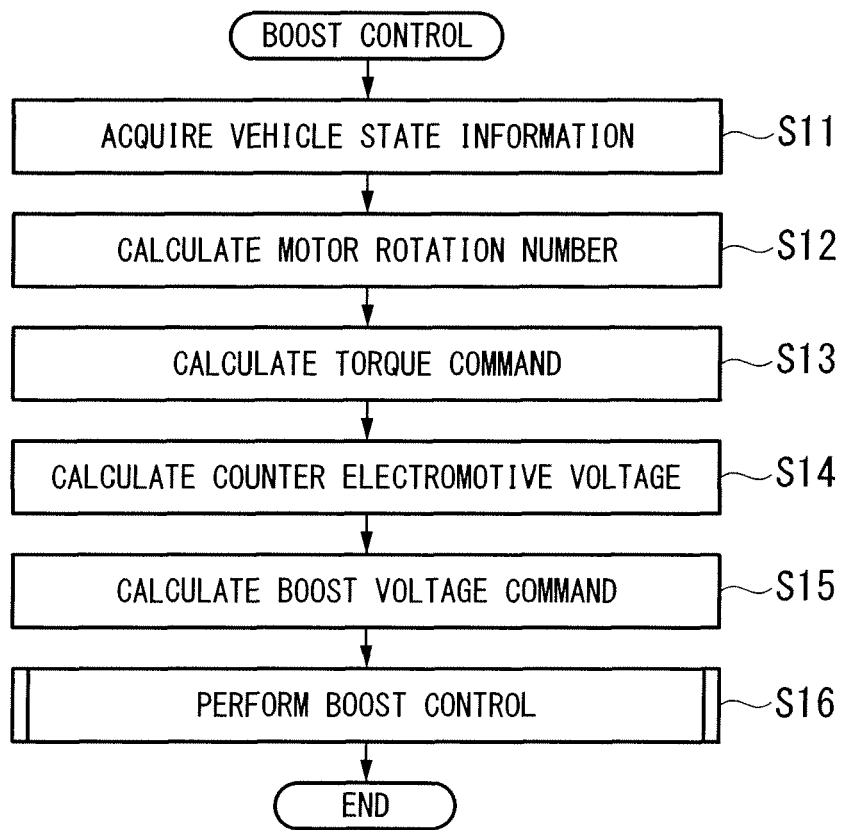 BOOST CONTROL
ACQUIRE VEHICLE STATE INFORMATION S11
CALCULATE MOTOR ROTATION NUMBER S12
CALCULATE TORQUE COMMAND S13
CALCULATE COUNTER ELECTROMOTIVE VOLTAGE S14
CALCULATE BOOST VOLTAGE COMMAND S15
PERFORM BOOST CONTROL S16
END